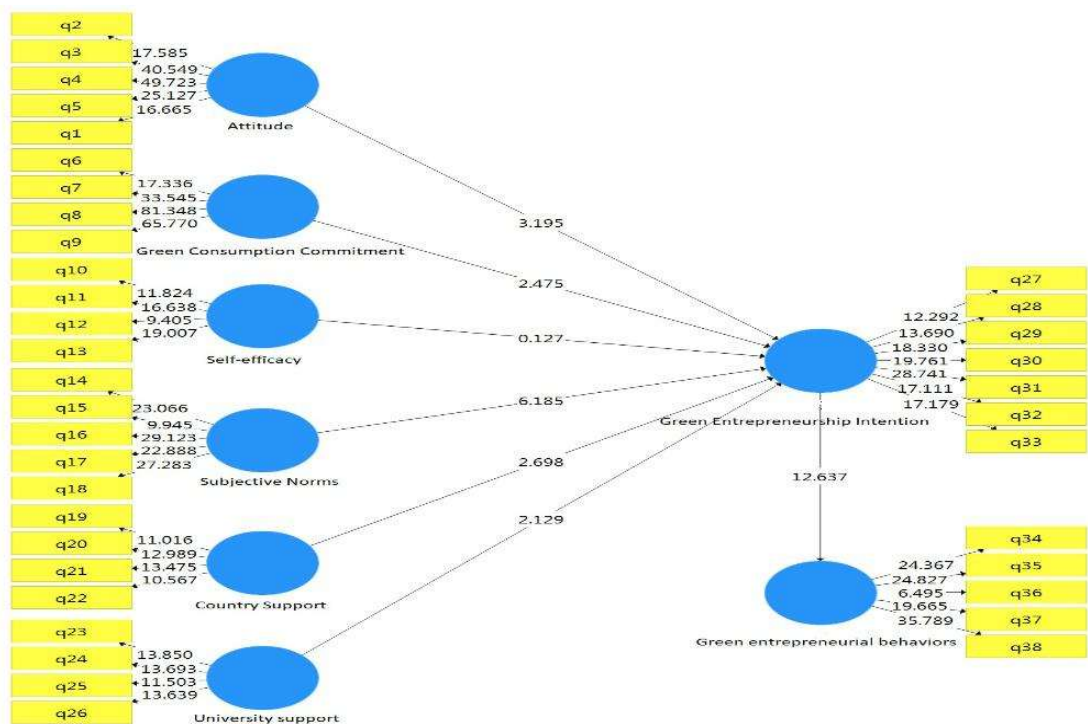 q2
q3
q4
q5
q1
17.585
40.549
49.723
25.127
16.665
Attitude
q6
q7
q8
q9
17.336
33.545
81.348
65.770
Green Consumption Commitment
q10
q11
q12
q13
11.824
16.638
9.405
19.007
Self-efficacy
q14
q15
q16
q17
q18
23.066
9.945
29.123
22.888
27.283
Subjective Norms
q19
q20
q21
q22
11.016
12.989
13.475
10.567
Country Support
q23
q24
q25
q26
13.850
13.693
11.503
13.639
University support
3.195
2.475
0.127
6.185
2.698
2.129
Green Entrepreneurship Intention
12.292
13.690
18.330
19.761
28.741
17.111
17.179
q27
q28
q29
q30
q31
q32
q33
12.637
Green entrepreneurial behaviors
24.367
24.827
6.495
19.665
35.789
q34
q35
q36
q37
q38